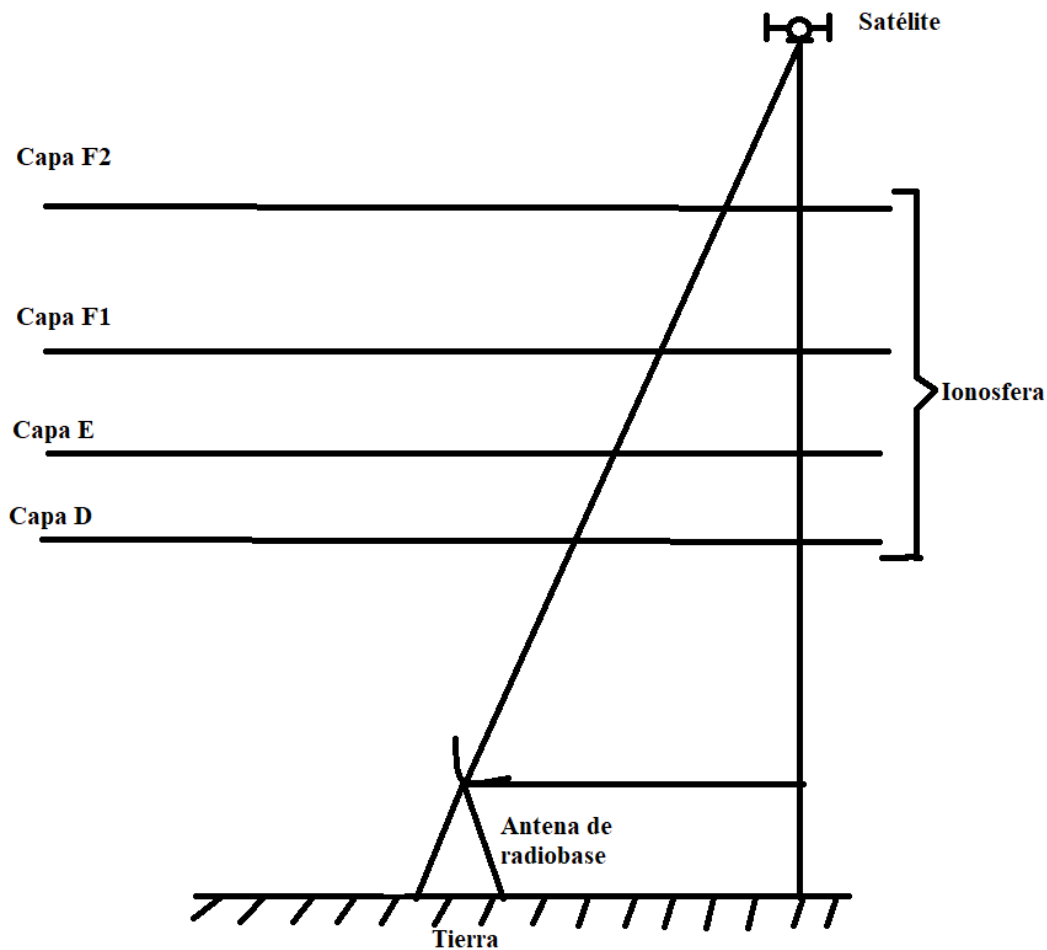 Satélite
Capa F2
Capa F1
Ionosfera
Capa E
Capa D
Antena de
radiobase
Tierra